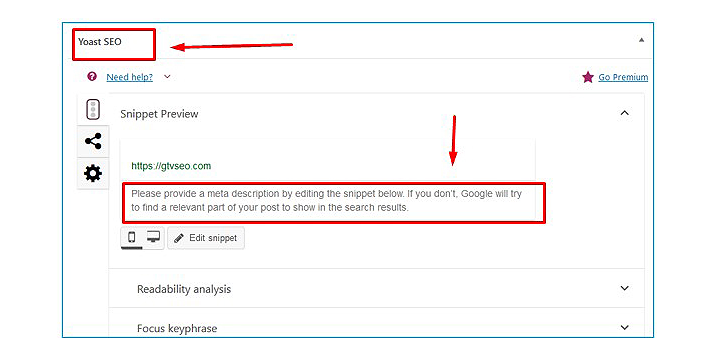 Yoast SEO
Need help?
Go Premium
Snippet Preview
https://gtvseo.com
Please provide a meta description by editing the snippet below. If you don't, Google will try
to find a relevant part of your post to show in the search results.
Edit snippet
Readability analysis
Focus keyphrase